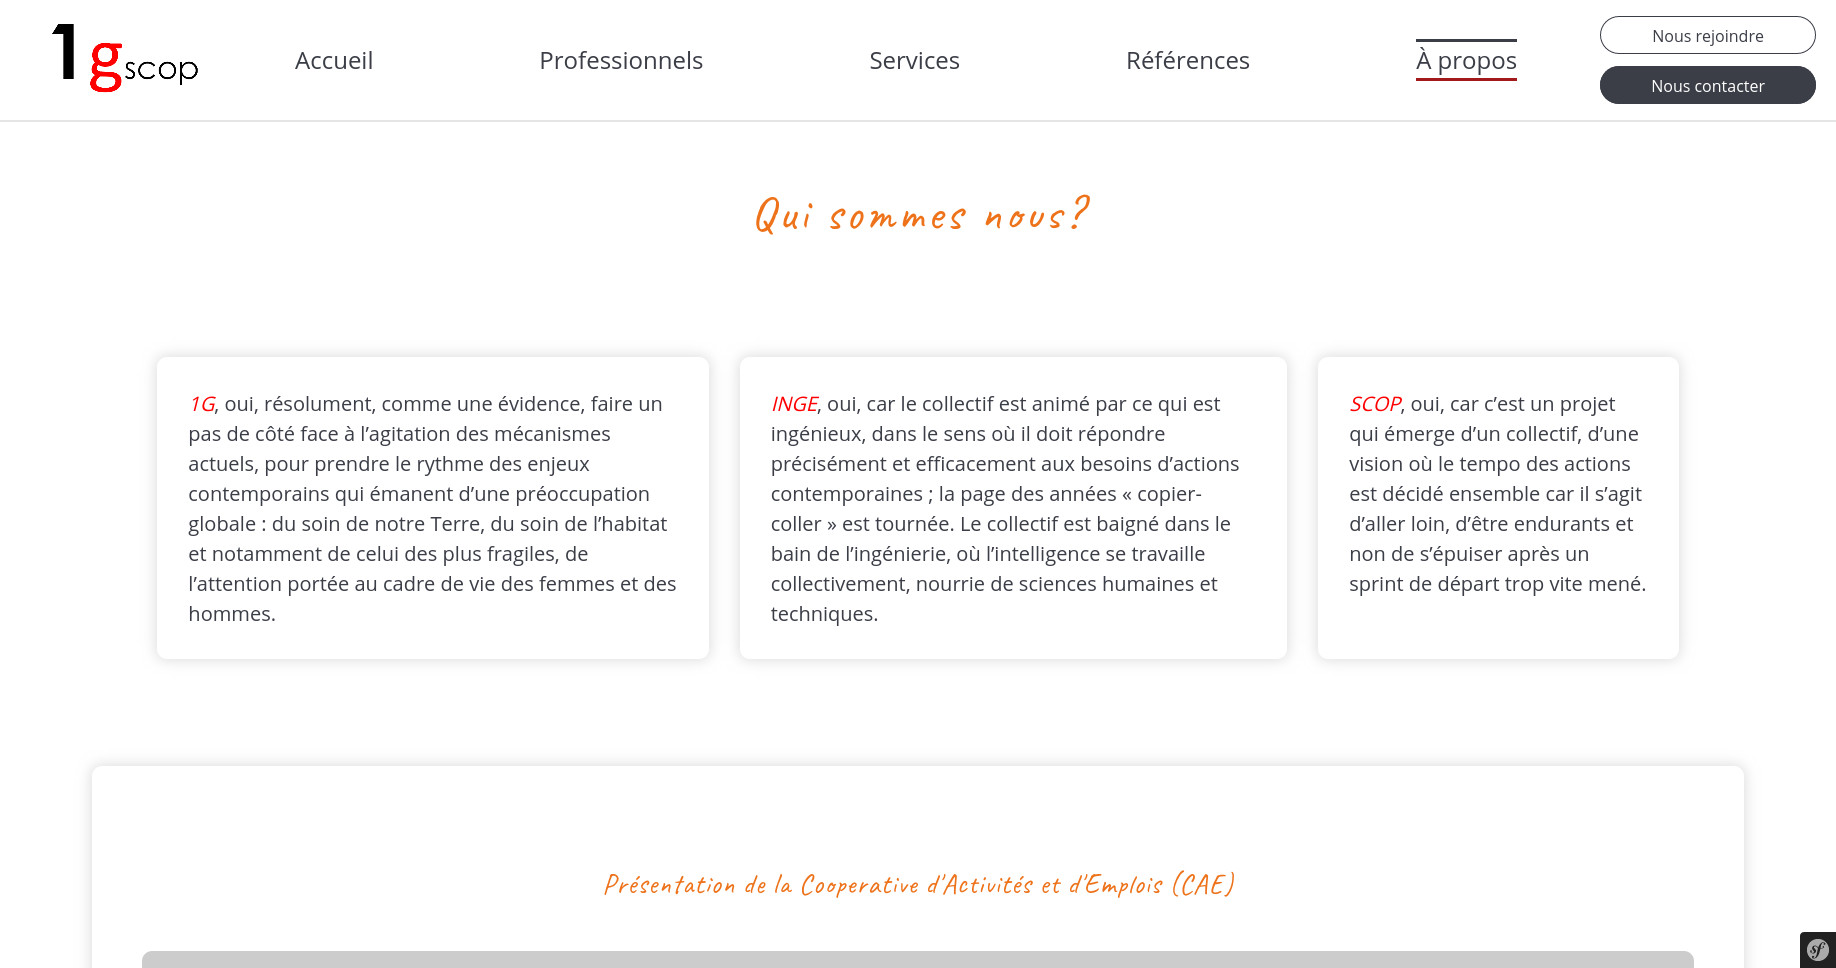 1gscop
Accueil
Professionnels
Services
Références
À propos
Nous rejoindre
Nous contacter
Qui sommes nous?
1G, oui, résolument, comme une évidence, faire un
pas de côté face à l’agitation des mécanismes
actuels, pour prendre le rythme des enjeux
contemporains qui émanent d’une préoccupation
globale : du soin de notre Terre, du soin de l’habitat
et notamment de celui des plus fragiles, de
l’attention portée au cadre de vie des femmes et des
hommes.
INGE, oui, car le collectif est animé par ce qui est
ingénieux, dans le sens où il doit répondre
précisément et efficacement aux besoins d’actions
contemporaines ; la page des années « copier-
coller » est tournée. Le collectif est baigné dans le
bain de l’ingénierie, où l’intelligence se travaille
collectivement, nourrie de sciences humaines et
techniques.
SCOP, oui, car c’est un projet
qui émerge d’un collectif, d’une
vision où le tempo des actions
est décidé ensemble car il s’agit
d’aller loin, d’être endurants et
non de s’épuiser après un
sprint de départ trop vite mené.
Présentation de la Cooperative d'Activités et d'Emplois (CAE)
sf